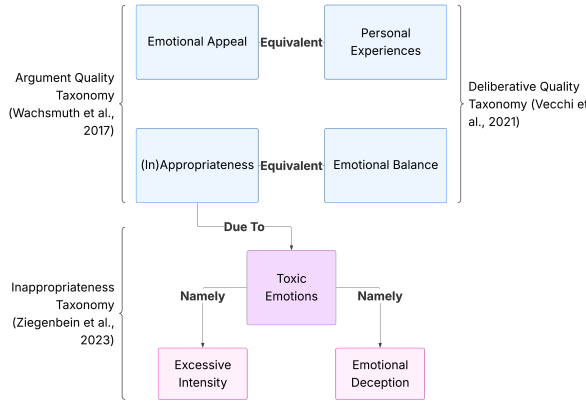 Emotional Appeal
Equivalent
Personal
Experiences
Argument Quality
Taxonomy
(Wachsmuth et al.,
2017)
Deliberative Quality
Taxonomy (Vecchi et
al., 2021)
(In)Appropriateness
Equivalent
Emotional Balance
Due To
Inappropriateness
Taxonomy
(Ziegenbein et al.,
2023)
Toxic
Emotions
Namely
Namely
Excessive
Intensity
Emotional
Deception